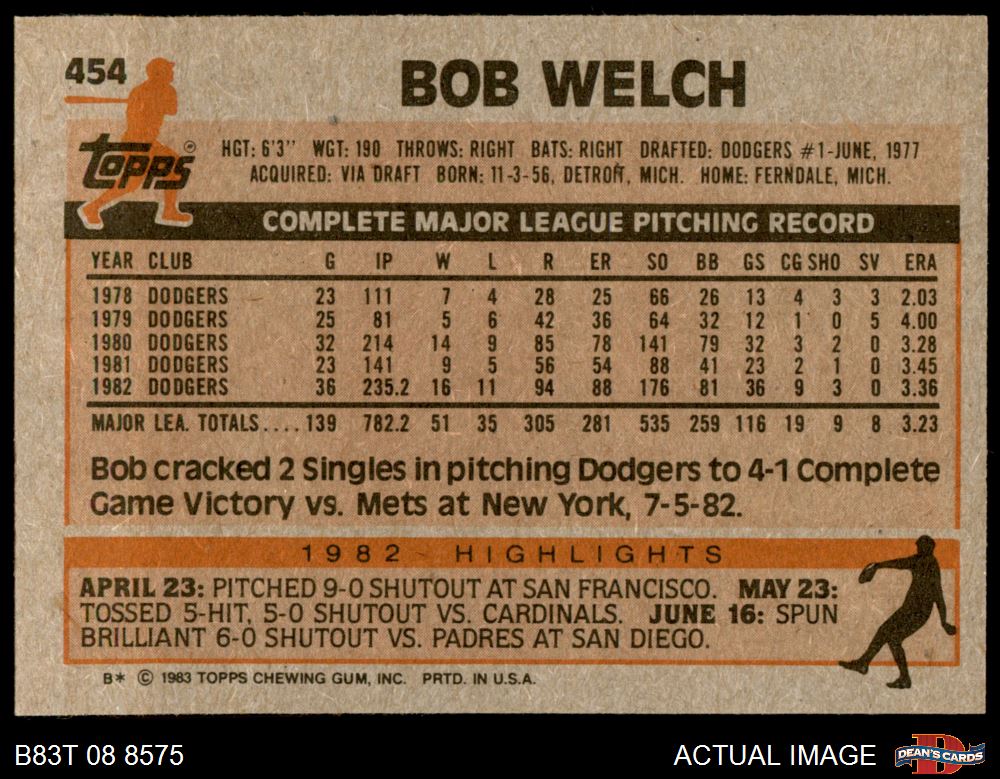 454 BOB WELCH
topps
HGT: 6'3" WGT: 190 THROWS: RIGHT BATS: RIGHT DRAFTED: DODGERS #1-JUNE, 1977
ACQUIRED: VIA DRAFT BORN: 11-3-56, DETROIT, MICH. HOME: FERNDALE, MICH.
COMPLETE MAJOR LEAGUE PITCHING RECORD
YEAR CLUB G IP W L R ER SO BB GS CG SHO SV ERA
1978 DODGERS 23 111 7 4 28 25 66 26 13 4 3 3 2.03
1979 DODGERS 25 81 5 6 42 36 64 32 12 1 0 5 4.00
1980 DODGERS 32 214 14 9 85 78 141 79 32 3 2 0 3.28
1981 DODGERS 23 141 9 5 56 54 88 41 23 2 1 0 3.45
1982 DODGERS 36 235.2 16 11 94 88 176 81 36 9 3 0 3.36
MAJOR LEA. TOTALS.... 139 782.2 51 35 305 281 535 259 116 19 9 8 3.23
Bob cracked 2 Singles in pitching Dodgers to 4-1 Complete
Game Victory vs. Mets at New York, 7-5-82.
1982 HIGHLIGHTS
APRIL 23: PITCHED 9-0 SHUTOUT AT SAN FRANCISCO. MAY 23:
TOSSED 5-HIT, 5-0 SHUTOUT VS. CARDINALS. JUNE 16: SPUN
BRILLIANT 6-0 SHUTOUT VS. PADRES AT SAN DIEGO.
B* © 1983 TOPPS CHEWING GUM, INC. PRTD. IN U.S.A.
B83T 08 8575 ACTUAL IMAGE DEAN'S CARDS